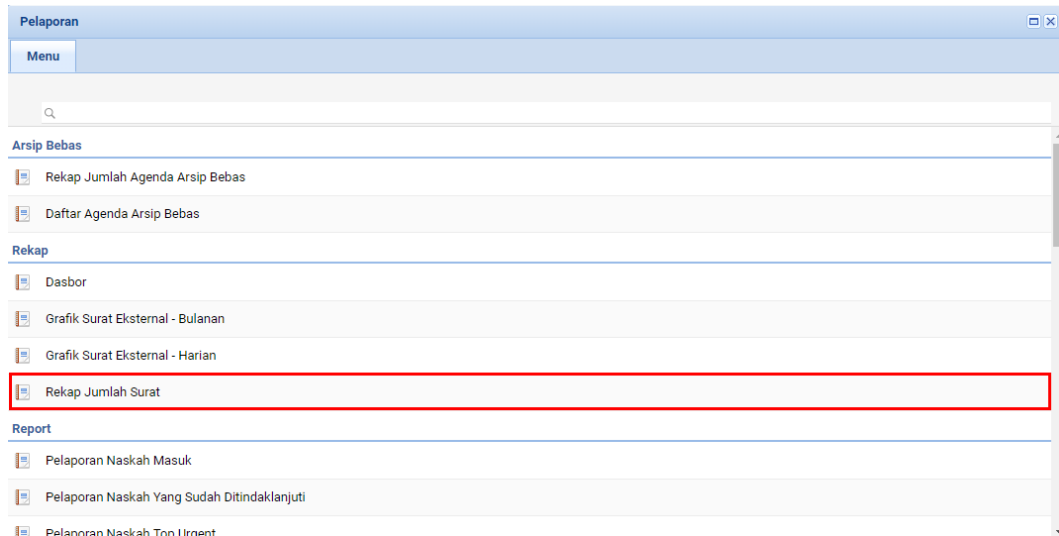 Pelaporan
Menu
Arsip Bebas
Rekap Jumlah Agenda Arsip Bebas
Daftar Agenda Arsip Bebas
Rekap
Dasbor
Grafik Surat Eksternal - Bulanan
Grafik Surat Eksternal - Harian
Rekap Jumlah Surat
Report
Pelaporan Naskah Masuk
Pelaporan Naskah Yang Sudah Ditindaklanjuti
Pelaporan Naskah Top Urgent